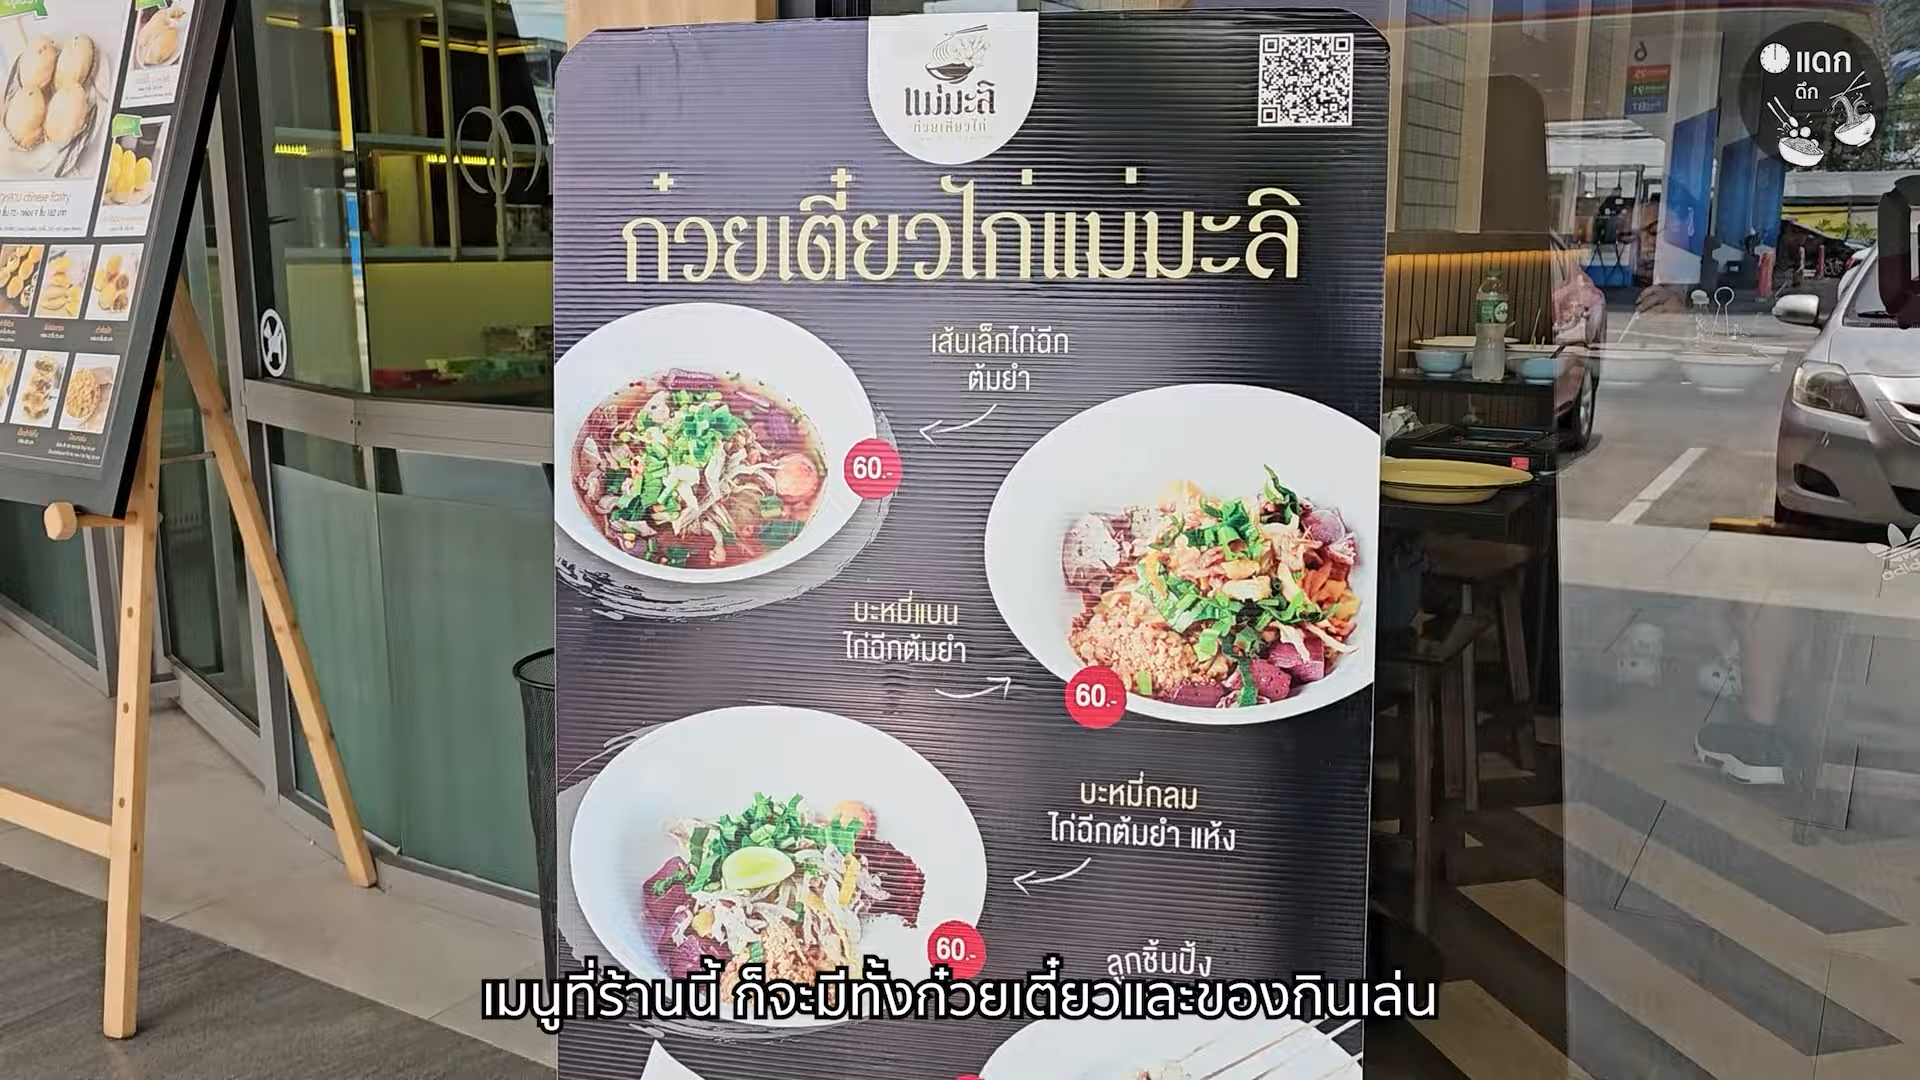 แม่มะลิ
ก๋วยเตี๋ยวไก่
ก๋วยเตี๋ยวไก่แม่มะลิ
เส้นเล็กไก่ฉีก
ต้มยำ
60.-
บะหมี่แบน
ไก่ฉีกต้มยำ
60.-
บะหมี่กลม
ไก่ฉีกต้มยำ แห้ง
60.-
ลูกชิ้นปิ้ง
เมนูที่ร้านนี้ ก็จะมีทั้งก๋วยเตี๋ยวและของกินเล่น
แดก
ดึก
chinese Pastry